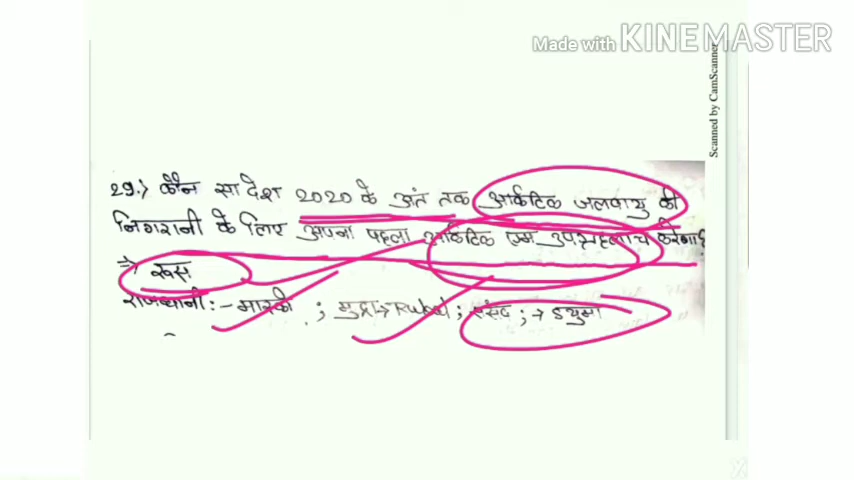 Made with KINEMASTER
Scanned by CamScanner
29.) कौन सा देश 2020 के अंत तक आर्कटिक जलवायु की
निगरानी के लिए अपना पहला आर्कटिक एम उपग्रह लांच करेगा?
⇒ रूस
राजधानी :- मास्को ; मुद्रा → Rubel ; संसद ; → ड्युमा